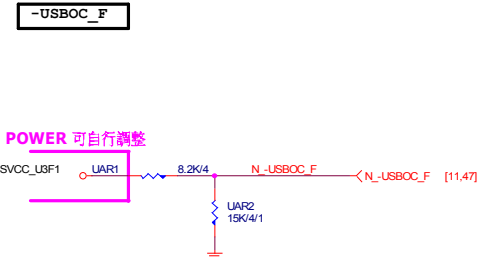 -USBOC_F
POWER 可自行調整
SVCC_U3F1 UAR1 8.2K/4 N_-USBOC_F
N_-USBOC_F [11,47]
UAR2
15K/4/1